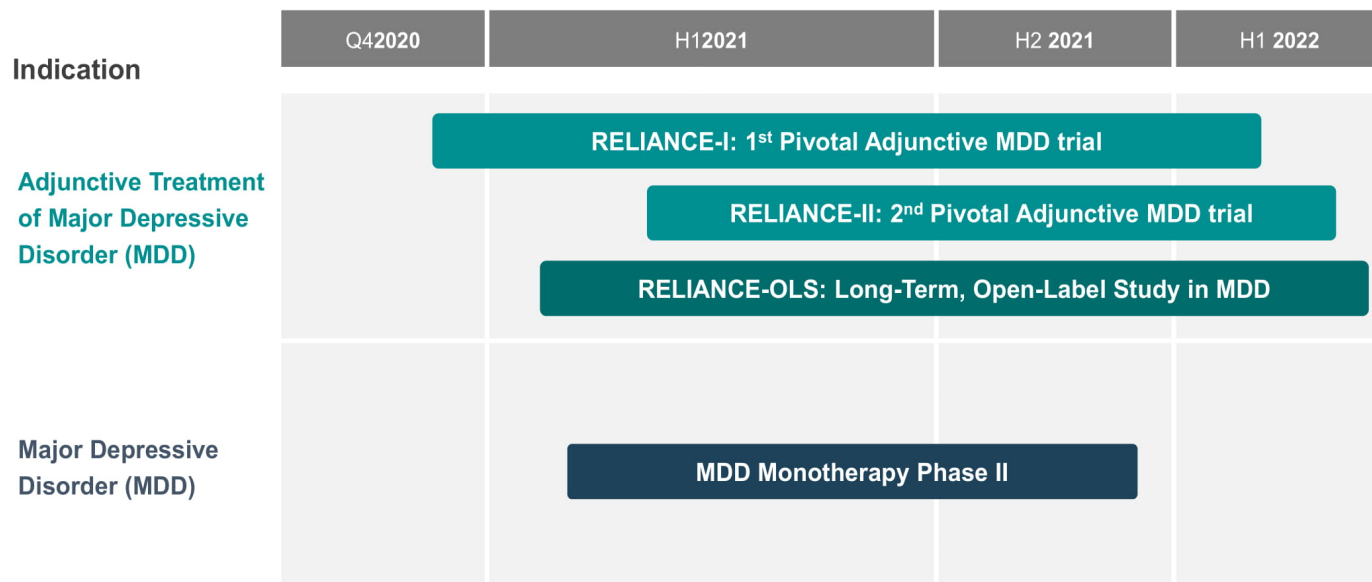 Indication
Q42020
H12021
H2 2021
H1 2022
Adjunctive Treatment
of Major Depressive
Disorder (MDD)
RELIANCE-I: 1st Pivotal Adjunctive MDD trial
RELIANCE-II: 2nd Pivotal Adjunctive MDD trial
RELIANCE-OLS: Long-Term, Open-Label Study in MDD
Major Depressive
Disorder (MDD)
MDD Monotherapy Phase II